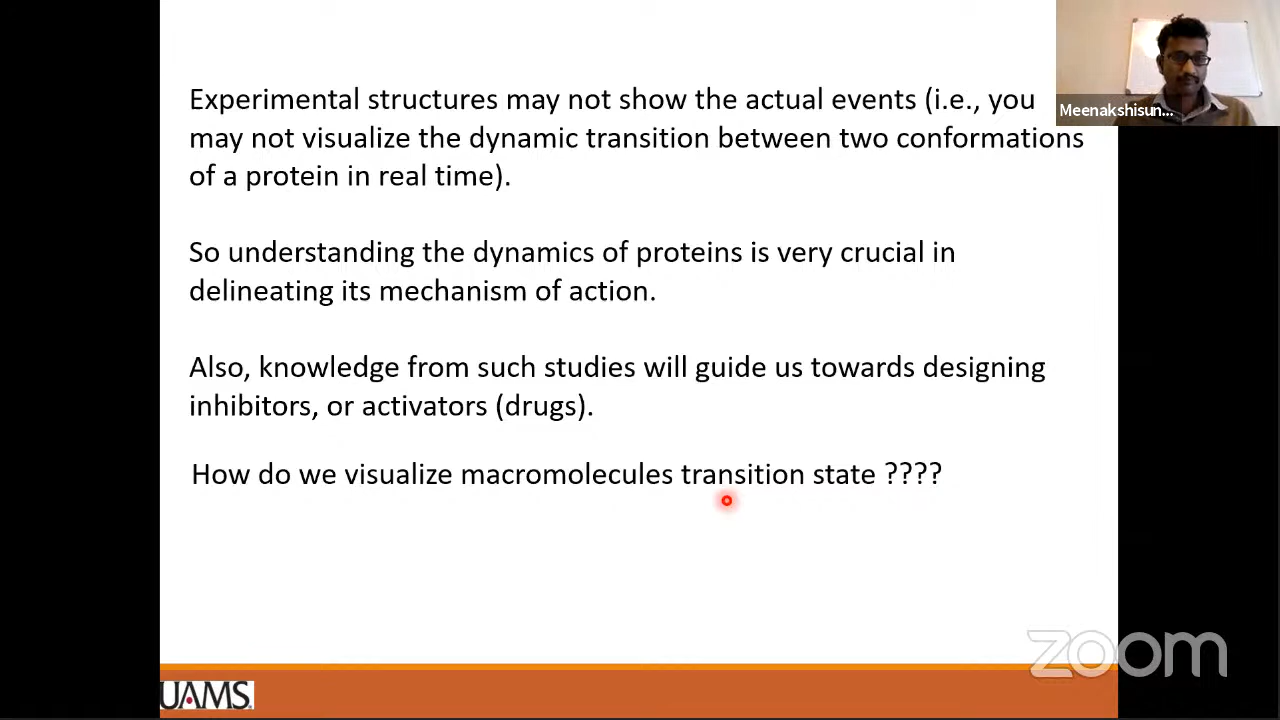 Experimental structures may not show the actual events (i.e., you
may not visualize the dynamic transition between two conformations
of a protein in real time).
So understanding the dynamics of proteins is very crucial in
delineating its mechanism of action.
Also, knowledge from such studies will guide us towards designing
inhibitors, or activators (drugs).
How do we visualize macromolecules transition state ????
Meenakshisun...
zoom
UAMS